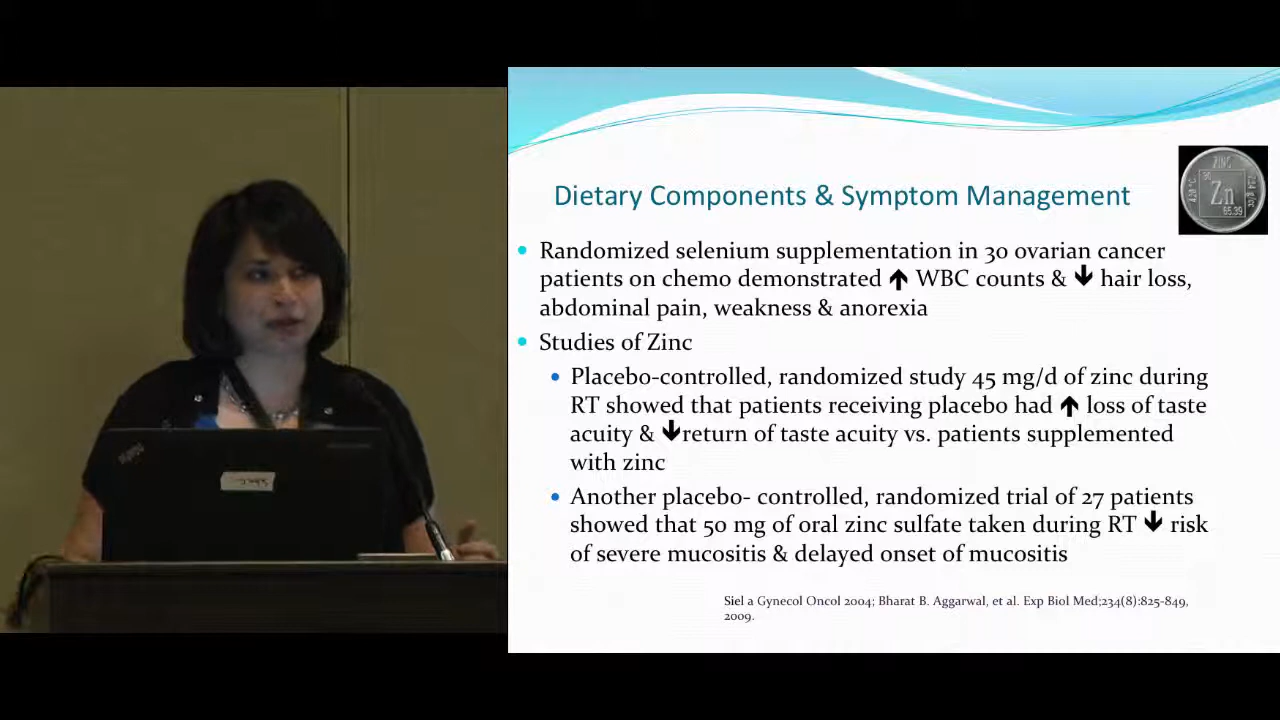 Dietary Components & Symptom Management
ZINC
30
Zn
65.39
Randomized selenium supplementation in 30 ovarian cancer
patients on chemo demonstrated ↑ WBC counts & ↓ hair loss,
abdominal pain, weakness & anorexia
Studies of Zinc
Placebo-controlled, randomized study 45 mg/d of zinc during
RT showed that patients receiving placebo had ↑ loss of taste
acuity & ↓return of taste acuity vs. patients supplemented
with zinc
Another placebo- controlled, randomized trial of 27 patients
showed that 50 mg of oral zinc sulfate taken during RT ↓ risk
of severe mucositis & delayed onset of mucositis
Siel a Gynecol Oncol 2004; Bharat B. Aggarwal, et al. Exp Biol Med;234(8):825-849,
2009.